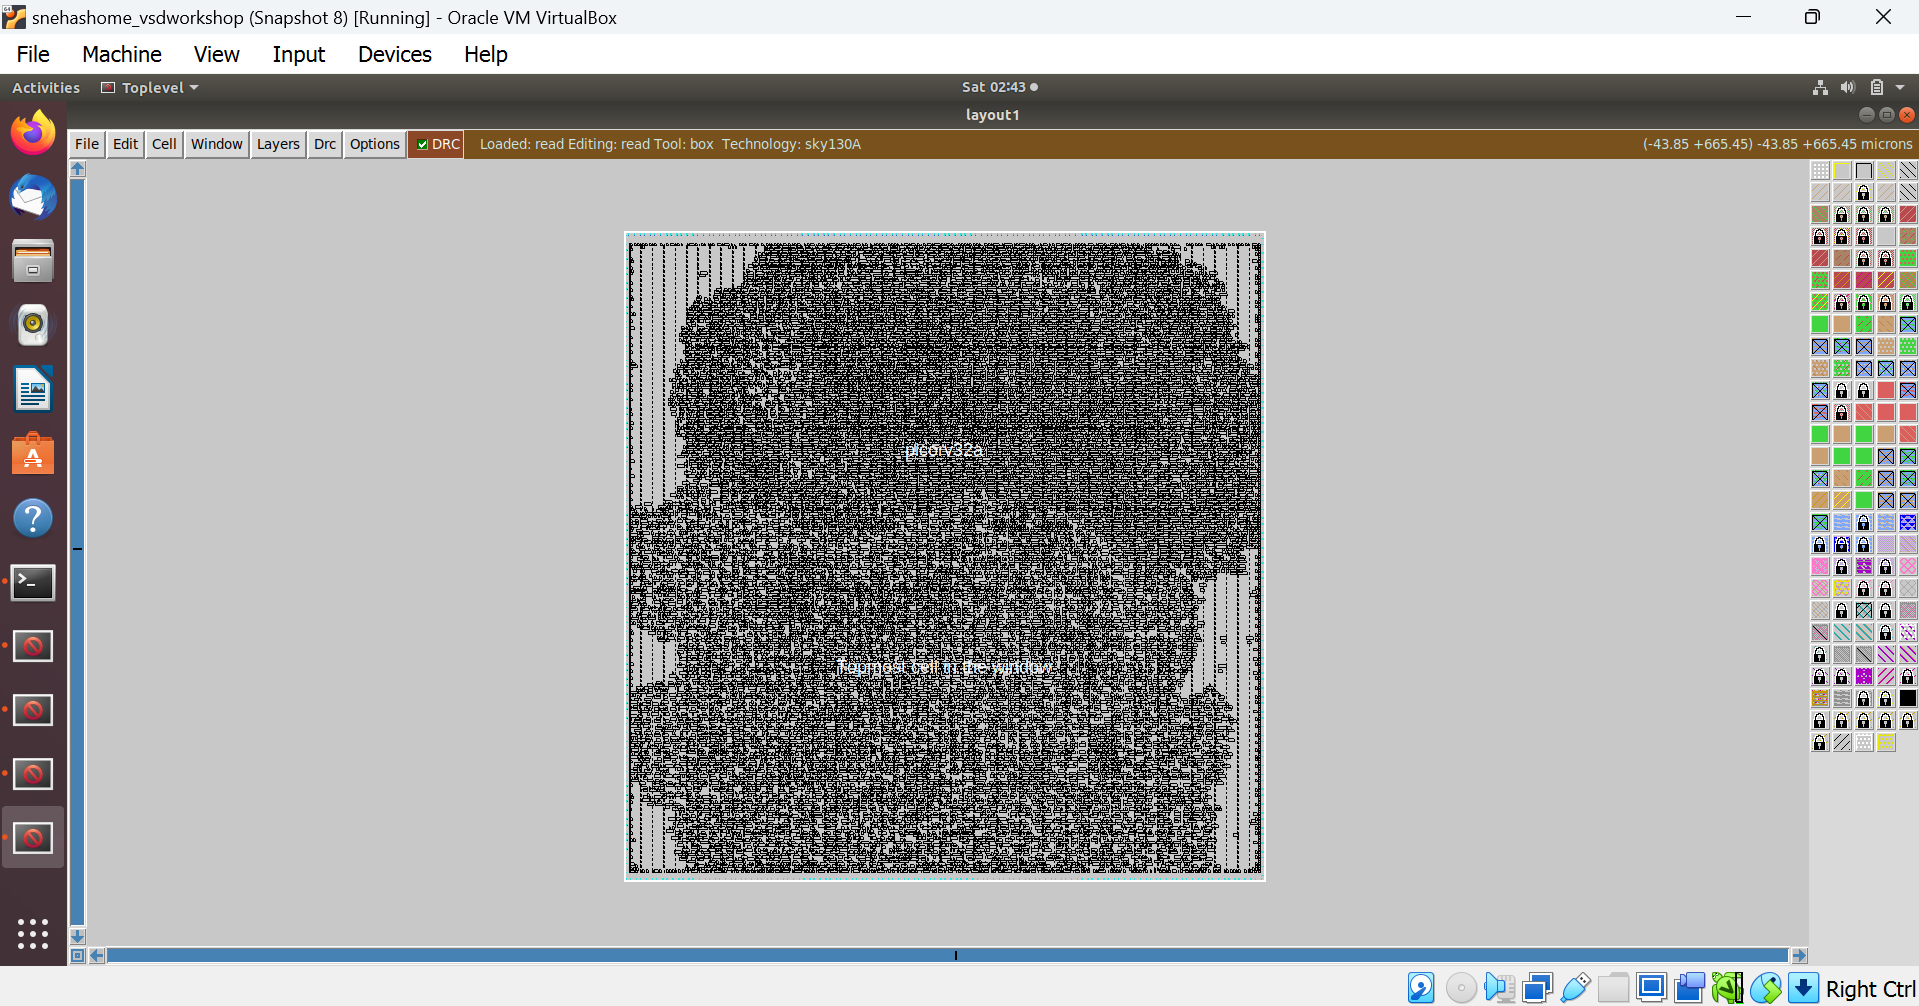 snehashome_vsdworkshop (Snapshot 8) [Running] - Oracle VM VirtualBox
File Machine View Input Devices Help
Activities Toplevel Sat 02:43
layout1
File Edit Cell Window Layers Drc Options DRC Loaded: read Editing: read Tool: box Technology: sky130A (-43.85 +665.45) -43.85 +665.45 microns
picorv32a
Topmost cell in the window
Right Ctrl